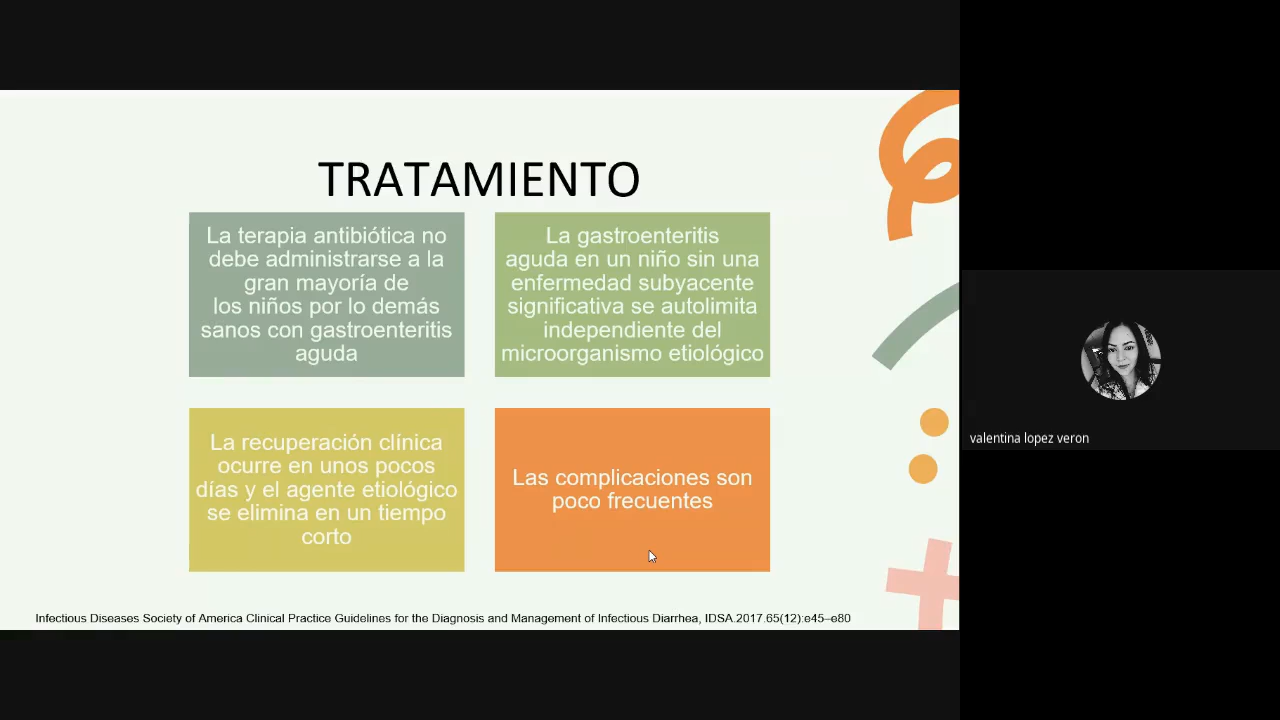 TRATAMIENTO
La terapia antibiótica no
debe administrarse a la
gran mayoría de
los niños por lo demás
sanos con gastroenteritis
aguda
La gastroenteritis
aguda en un niño sin una
enfermedad subyacente
significativa se autolimita
independiente del
microorganismo etiológico
La recuperación clínica
ocurre en unos pocos
días y el agente etiológico
se elimina en un tiempo
corto
Las complicaciones son
poco frecuentes
Infectious Diseases Society of America Clinical Practice Guidelines for the Diagnosis and Management of Infectious Diarrhea, IDSA.2017.65(12):e45–e80
valentina lopez veron